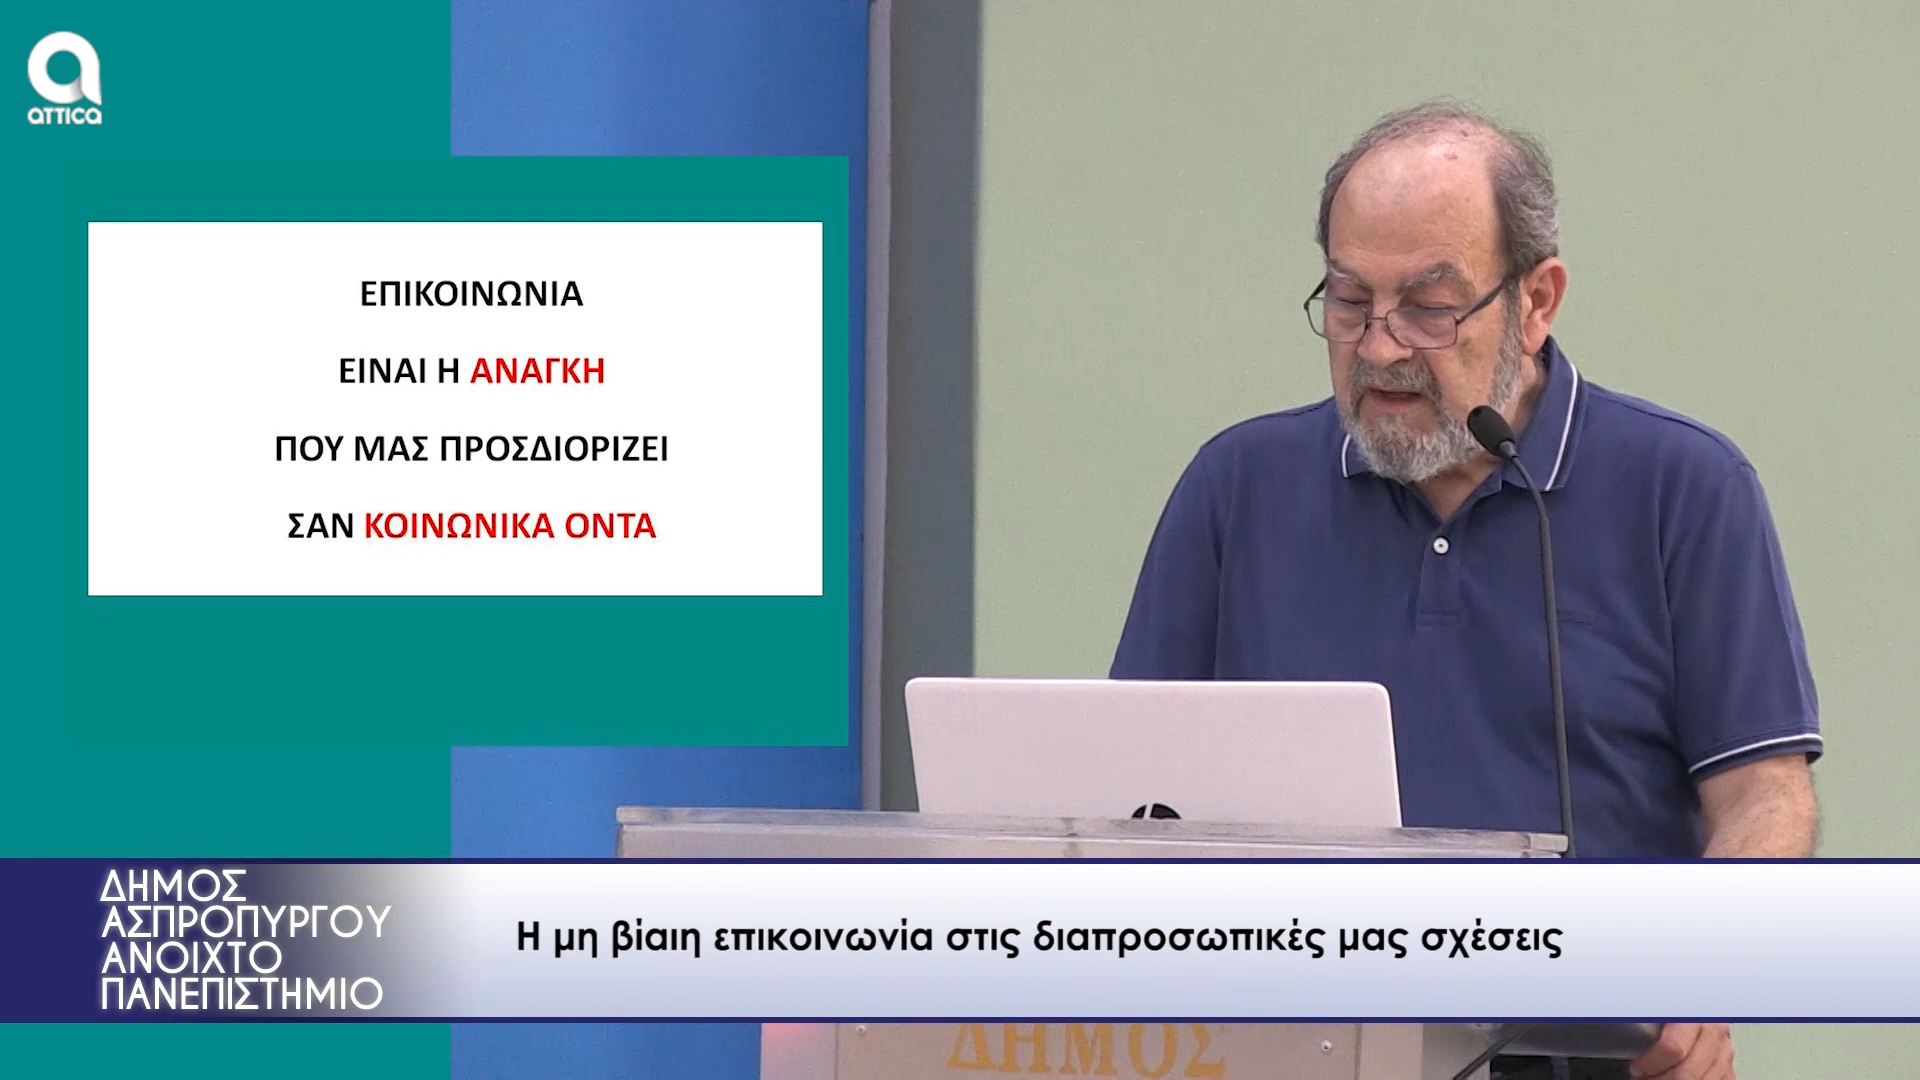 aττica
ΕΠΙΚΟΙΝΩΝΙΑ
ΕΙΝΑΙ Η ΑΝΑΓΚΗ
ΠΟΥ ΜΑΣ ΠΡΟΣΔΙΟΡΙΖΕΙ
ΣΑΝ ΚΟΙΝΩΝΙΚΑ ΟΝΤΑ
ΔΗΜΟΣ
ΑΣΠΡΟΠΥΡΓΟΥ
ΑΝΟΙΧΤΟ
ΠΑΝΕΠΙΣΤΗΜΙΟ
Η μη βίαιη επικοινωνία στις διαπροσωπικές μας σχέσεις
ΔΗΜΟΣ